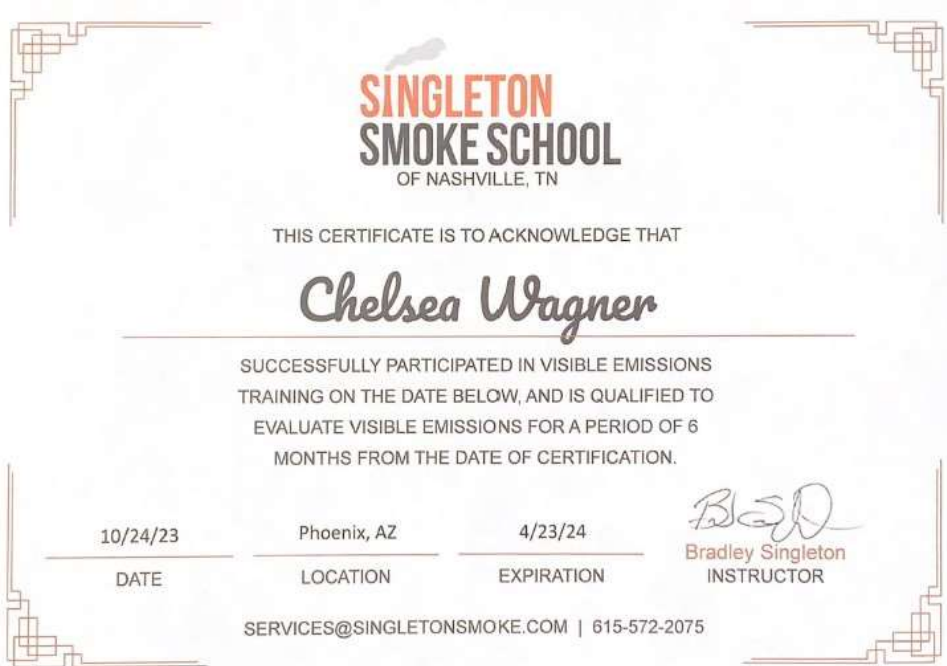 SINGLETON
SMOKE SCHOOL
OF NASHVILLE, TN
THIS CERTIFICATE IS TO ACKNOWLEDGE THAT
Chelsea Wagner
SUCCESSFULLY PARTICIPATED IN VISIBLE EMISSIONS
TRAINING ON THE DATE BELOW, AND IS QUALIFIED TO
EVALUATE VISIBLE EMISSIONS FOR A PERIOD OF 6
MONTHS FROM THE DATE OF CERTIFICATION.
10/24/23
DATE
Phoenix, AZ
LOCATION
4/23/24
EXPIRATION
Bradley Singleton
INSTRUCTOR
SERVICES@SINGLETONSMOKE.COM | 615-572-2075